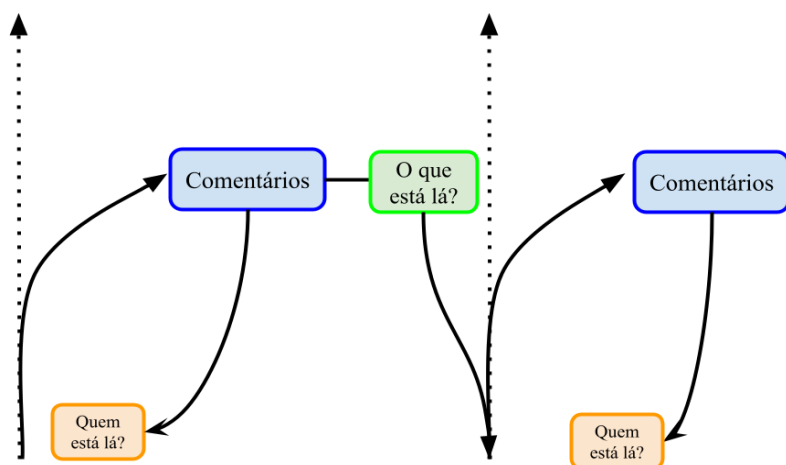 Comentários
O que
está lá?
Comentários
Quem
está lá?
Quem
está lá?